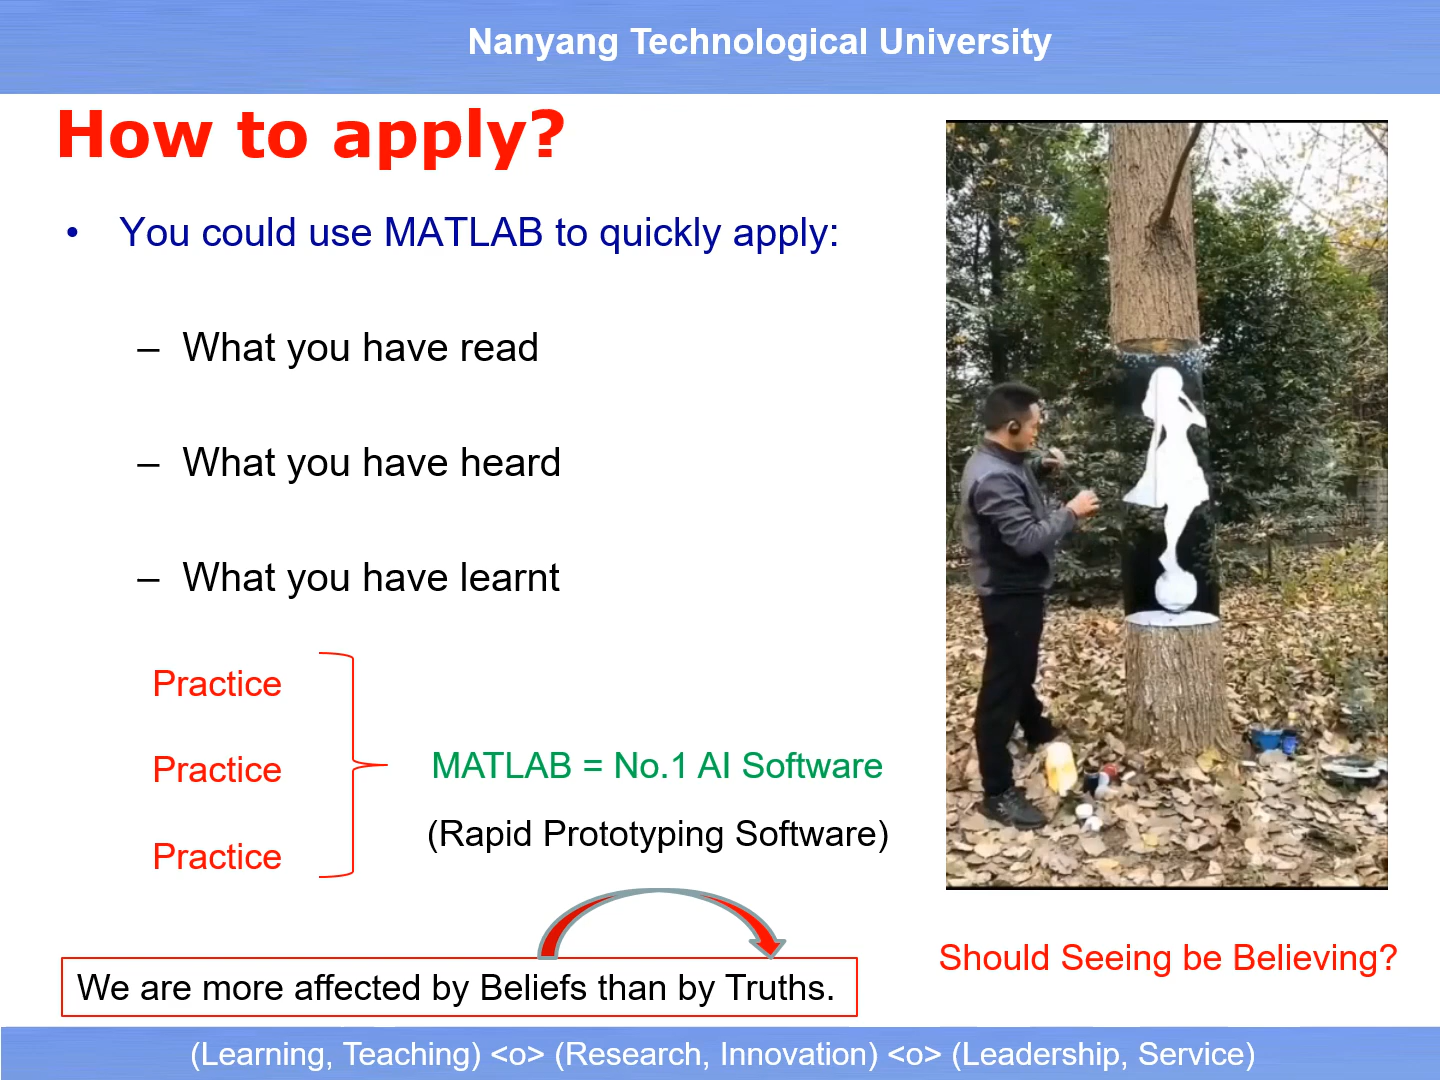 Nanyang Technological University
How to apply?
• You could use MATLAB to quickly apply:
– What you have read
– What you have heard
– What you have learnt
Practice
Practice
Practice
MATLAB = No.1 AI Software
(Rapid Prototyping Software)
We are more affected by Beliefs than by Truths.
Should Seeing be Believing?
(Learning, Teaching) <o> (Research, Innovation) <o> (Leadership, Service)